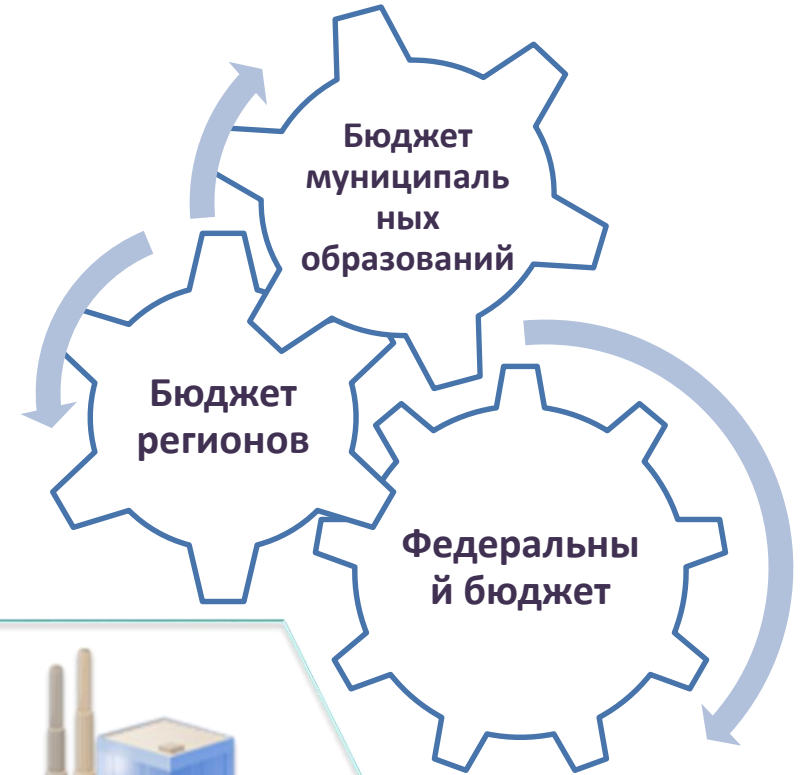 Бюджет
муниципаль
ных
образований
Бюджет
регионов
Федеральны
й бюджет